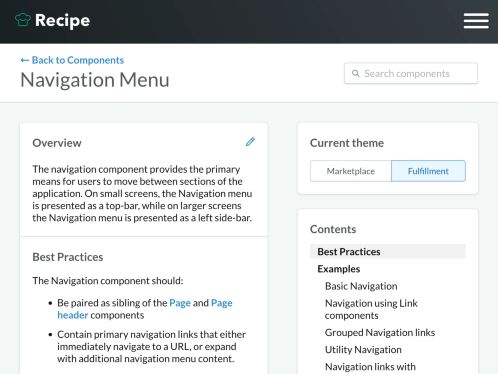 Recipe
← Back to Components
Navigation Menu
Search components
Overview
The navigation component provides the primary
means for users to move between sections of the
application. On small screens, the Navigation menu
is presented as a top-bar, while on larger screens
the Navigation menu is presented as a left side-bar.
Best Practices
The Navigation component should:
• Be paired as sibling of the Page and Page
header components
• Contain primary navigation links that either
immediately navigate to a URL, or expand
with additional navigation menu content.
Current theme
Marketplace
Fulfillment
Contents
Best Practices
Examples
Basic Navigation
Navigation using Link
components
Grouped Navigation links
Utility Navigation
Navigation links with